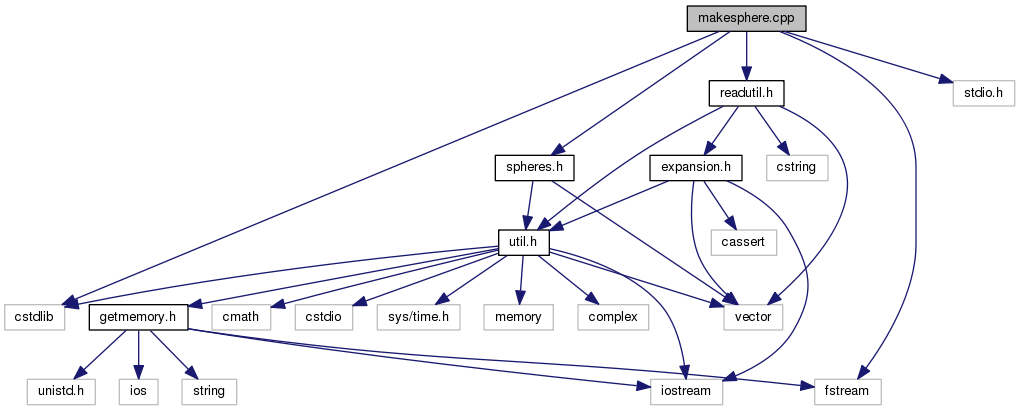 makesphere.cpp
readutil.h
stdio.h
spheres.h
expansion.h
cstring
util.h
cassert
cstdlib
getmemory.h
cmath
cstdio
sys/time.h
memory
complex
vector
unistd.h
ios
string
iostream
fstream